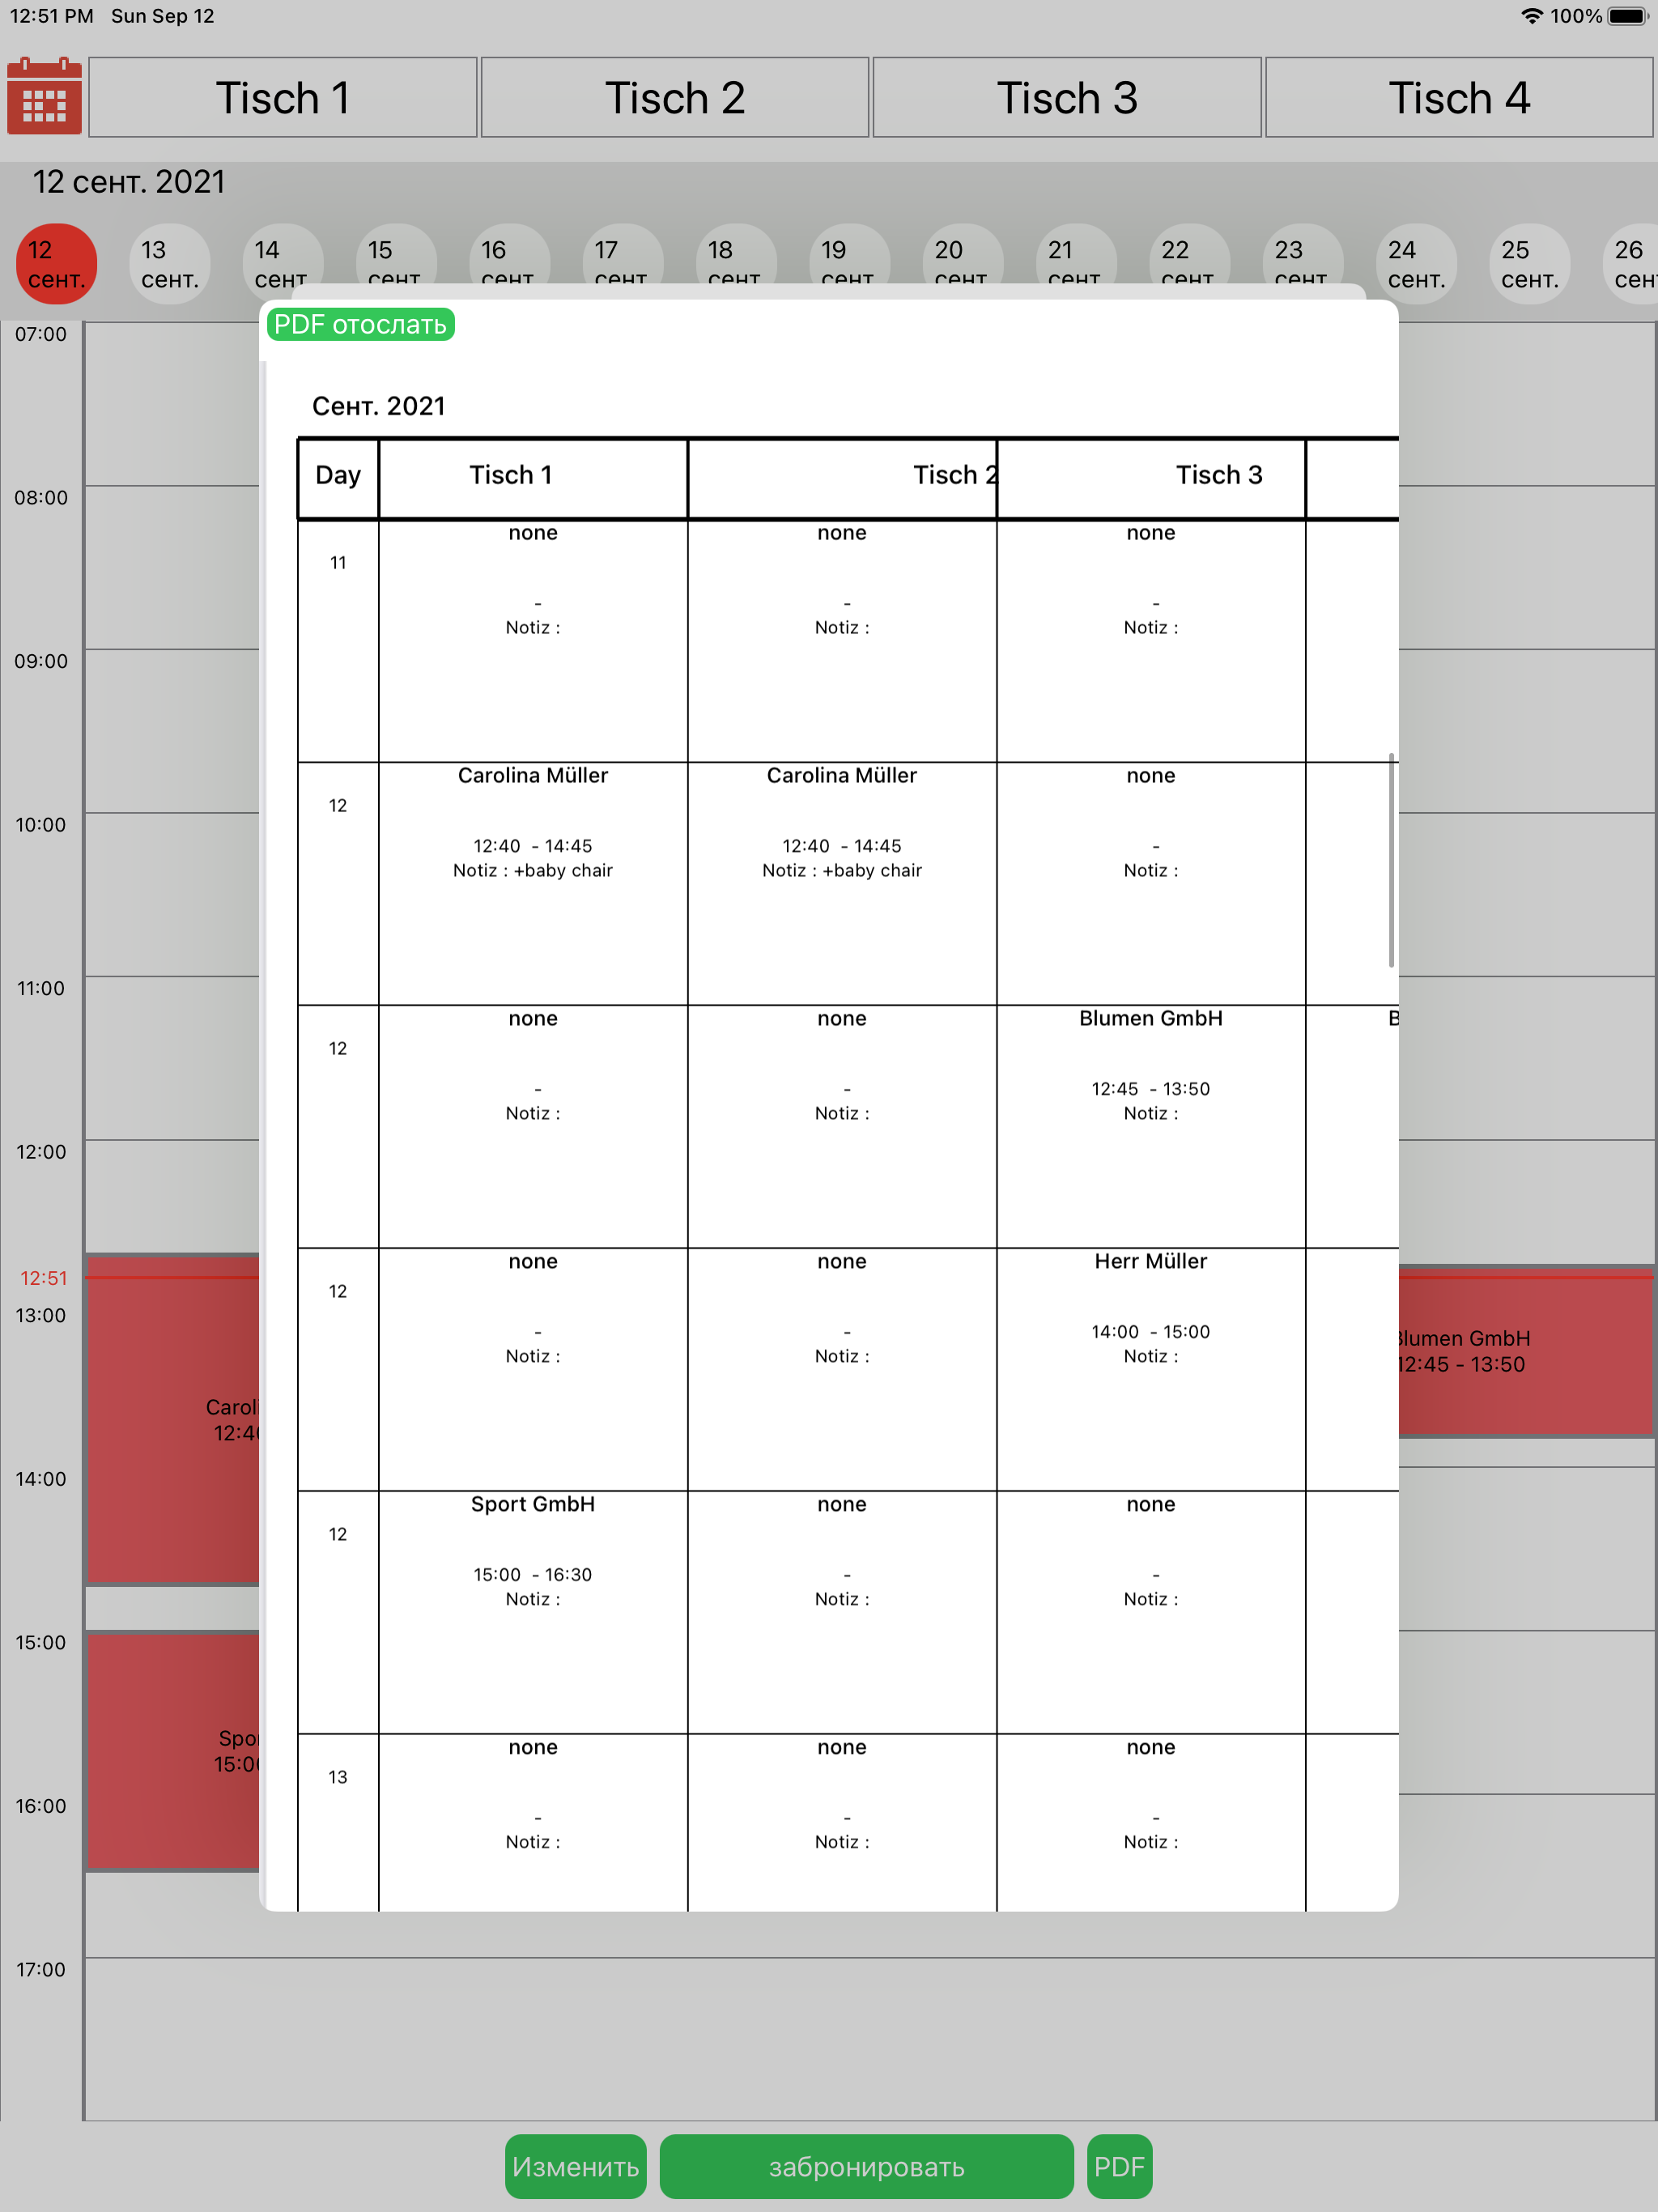 12:51 PM Sun Sep 12 100%
Tisch 1 Tisch 2 Tisch 3 Tisch 4
12 сент. 2021
12 13 14 15 16 17 18 19 20 21 22 23 24 25 26
сент. сент. сент сент сент сент сент сент сент сент сент сент сент. сент. сен
PDF отослать
07:00
Сент. 2021
Day Tisch 1 Tisch 2 Tisch 3
08:00
none none none
11
- - -
Notiz : Notiz : Notiz :
09:00
Carolina Müller Carolina Müller none
12
10:00
12:40 - 14:45 12:40 - 14:45 -
Notiz : +baby chair Notiz : +baby chair Notiz :
11:00
none none Blumen GmbH B
12
- - 12:45 - 13:50
Notiz : Notiz : Notiz :
12:00
none none Herr Müller
12:51
12
13:00
- - 14:00 - 15:00
Notiz : Notiz : Notiz :
lumen GmbH
12:45 - 13:50
Caroli
12:40
14:00
Sport GmbH none none
12
15:00 - 16:30 - -
Notiz : Notiz : Notiz :
15:00
Spor
15:00
none none none
13
16:00
- - -
Notiz : Notiz : Notiz :
17:00
Изменить забронировать PDF